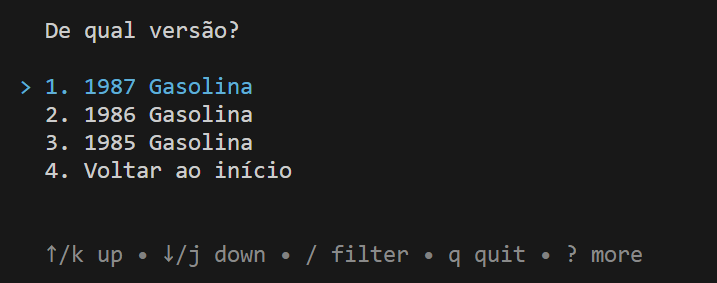 De qual versão?
> 1. 1987 Gasolina
2. 1986 Gasolina
3. 1985 Gasolina
4. Voltar ao início
↑/k up • ↓/j down • / filter • q quit • ? more